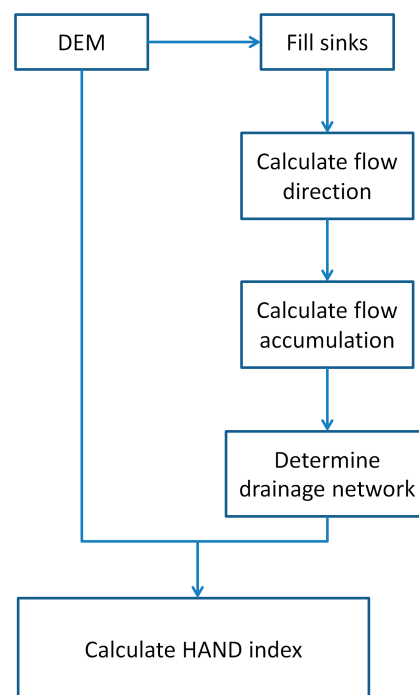 DEM
Fill sinks
Calculate flow
direction
Calculate flow
accumulation
Determine
drainage network
Calculate HAND index